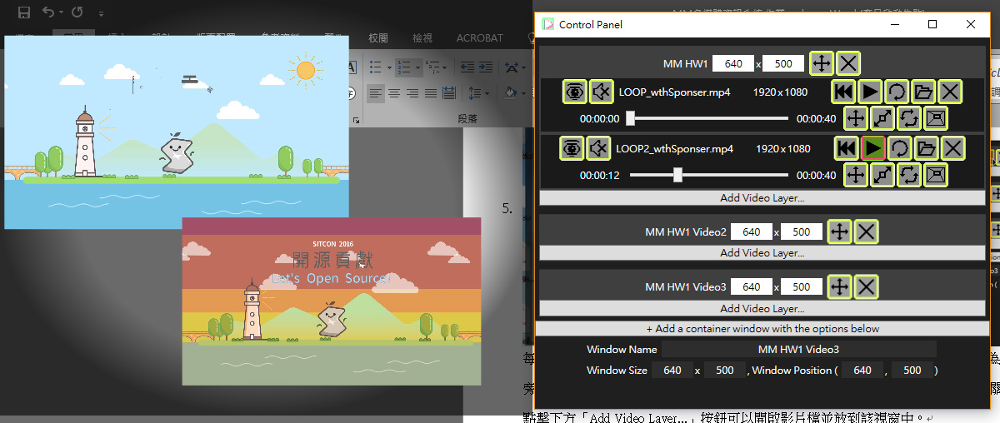 校閱 檢視 ACROBAT
段落
5.
SITCON 2016
開源貢獻
Let's Open Source!
Control Panel
MM HW1 640 x 500
LOOP_wthSponser.mp4 1920 x 1080
00:00:00 00:00:40
LOOP2_wthSponser.mp4 1920 x 1080
00:00:12 00:00:40
Add Video Layer...
MM HW1 Video2 640 x 500
Add Video Layer...
MM HW1 Video3 640 x 500
Add Video Layer...
+ Add a container window with the options below
Window Name MM HW1 Video3
Window Size 640 x 500 , Window Position ( 640 , 500 )
點擊下方「Add Video Layer...」按鈕可以開啟影片檔並放到該視窗中。